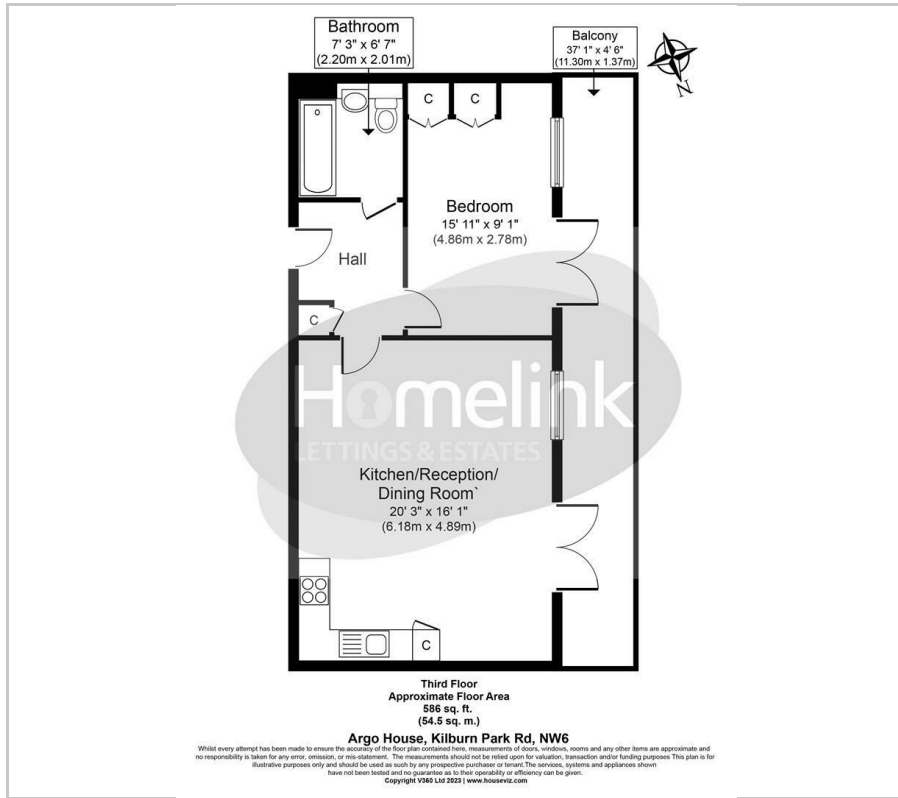 Bathroom
7' 3" x 6' 7"
(2.20m x 2.01m)
Balcony
37' 1" x 4' 6"
(11.30m x 1.37m)
N
C
C
Bedroom
15' 11" x 9' 1"
(4.86m x 2.78m)
Hall
C
Homelink
LETTINGS & ESTATES
Kitchen/Reception/
Dining Room`
20' 3" x 16' 1"
(6.18m x 4.89m)
C
Third Floor
Approximate Floor Area
586 sq. ft.
(54.5 sq. m.)
Argo House, Kilburn Park Rd, NW6
Whilst every attempt has been made to ensure the accuracy of the floor plan contained here, measurements of doors, windows, rooms and any other items are approximate and
no responsibility is taken for any error, omission, or mis-statement. The measurements should not be relied upon for valuation, transaction and/or funding purposes This plan is for
illustrative purposes only and should be used as such by any prospective purchaser or tenant.The services, systems and appliances shown
have not been tested and no guarantee as to their operability or efficiency can be given.
Copyright V360 Ltd 2023 | www.houseviz.com